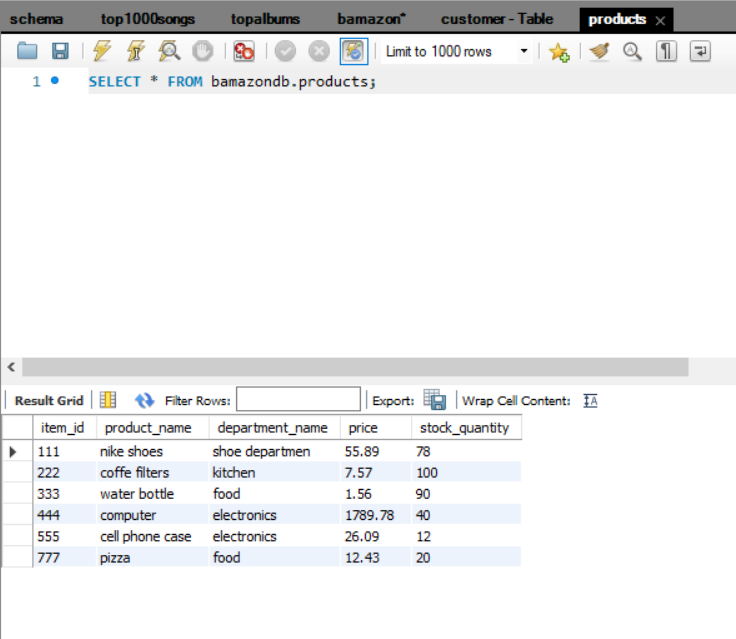 schema top1000songs topalbums bamazon* customer - Table products
Limit to 1000 rows
1 SELECT * FROM bamazondb.products;
Result Grid Filter Rows: Export: Wrap Cell Content:
item_id product_name department_name price stock_quantity
111 nike shoes shoe departmen 55.89 78
222 coffe filters kitchen 7.57 100
333 water bottle food 1.56 90
444 computer electronics 1789.78 40
555 cell phone case electronics 26.09 12
777 pizza food 12.43 20